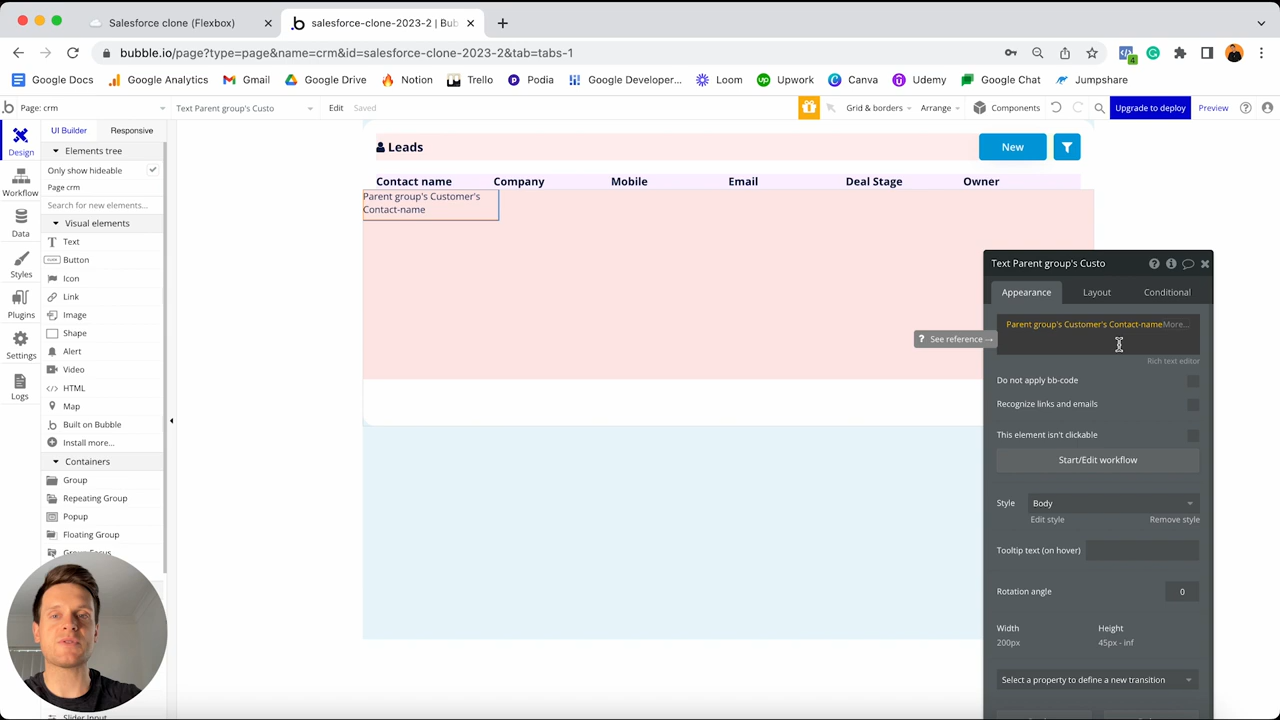 Salesforce clone (Flexbox)
salesforce-clone-2023-2 | Bub
bubble.io/page?type=page&name=crm&id=salesforce-clone-2023-2&tab=tabs-1
4
Google Docs
Google Analytics
Gmail
Google Drive
Notion
Trello
Podia
Google Developer...
Loom
Upwork
Canva
Udemy
Google Chat
Jumpshare
Page: crm
Text Parent group's Custo
Edit
Saved
Grid & borders
Arrange
Components
Upgrade to deploy
Preview
Design
Workflow
Data
Styles
Plugins
Settings
Logs
UI Builder
Responsive
Elements tree
Only show hideable
Page crm
Search for new elements...
Visual elements
Text
Button
Icon
Link
Image
Shape
Alert
Video
HTML
Map
Built on Bubble
Install more...
Containers
Group
Repeating Group
Popup
Floating Group
Group Focus
Slider Input
Leads
New
Contact name
Company
Mobile
Email
Deal Stage
Owner
Parent group's Customer's
Contact-name
Text Parent group's Custo
Appearance
Layout
Conditional
Parent group's Customer's Contact-nameMore...
? See reference →
Rich text editor
Do not apply bb-code
Recognize links and emails
This element isn't clickable
Start/Edit workflow
Style
Body
Edit style
Remove style
Tooltip text (on hover)
Rotation angle
0
Width
Height
200px
45px - inf
Select a property to define a new transition